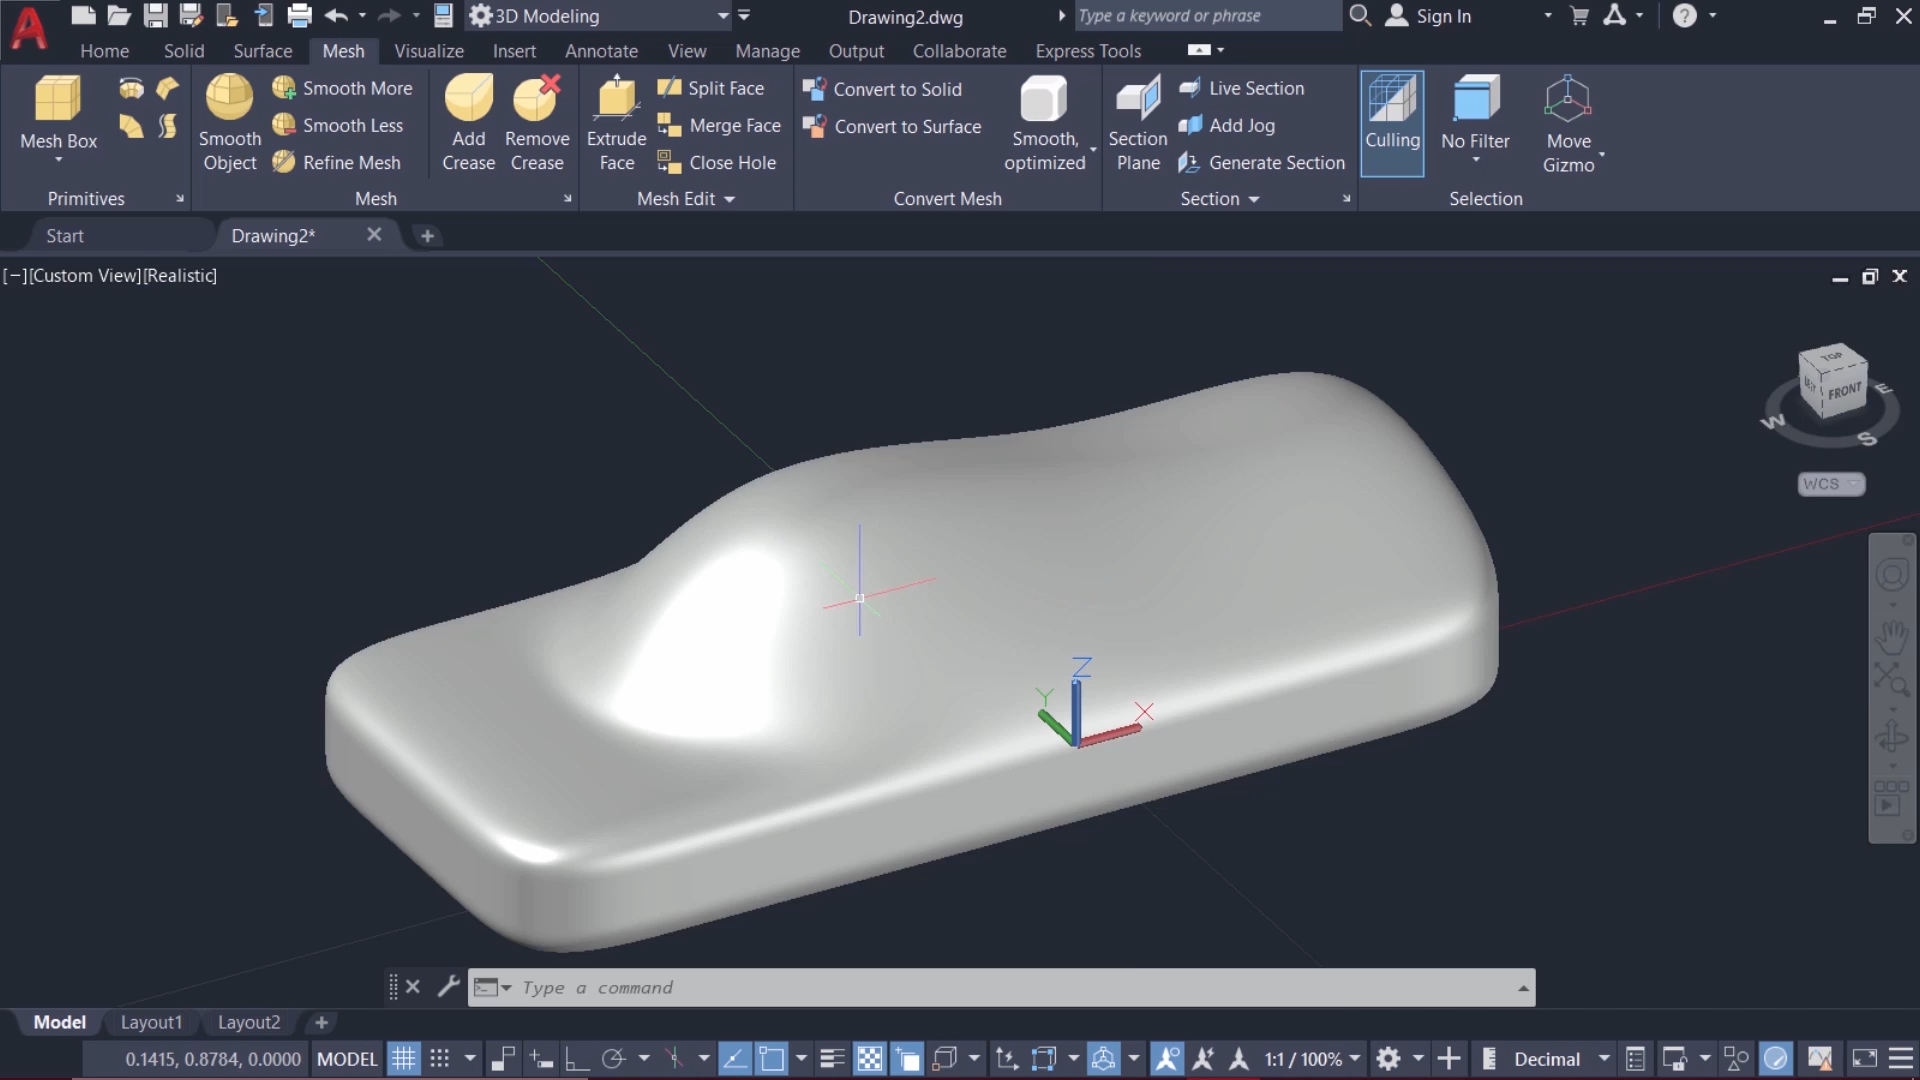 3D Modeling
Drawing2.dwg
Type a keyword or phrase
Sign In
Home
Solid
Surface
Mesh
Visualize
Insert
Annotate
View
Manage
Output
Collaborate
Express Tools
Mesh Box
Smooth Object
Smooth More
Smooth Less
Refine Mesh
Add Crease
Remove Crease
Extrude Face
Split Face
Merge Face
Close Hole
Convert to Solid
Convert to Surface
Smooth, optimized
Section Plane
Live Section
Add Jog
Generate Section
Culling
No Filter
Move Gizmo
Primitives
Mesh
Mesh Edit
Convert Mesh
Section
Selection
Start
Drawing2*
[−][Custom View][Realistic]
TOP
LEFT
FRONT
W
S
E
WCS
Z
Y
X
Type a command
Model
Layout1
Layout2
0.1415, 0.8784, 0.0000
MODEL
1:1 / 100%
Decimal